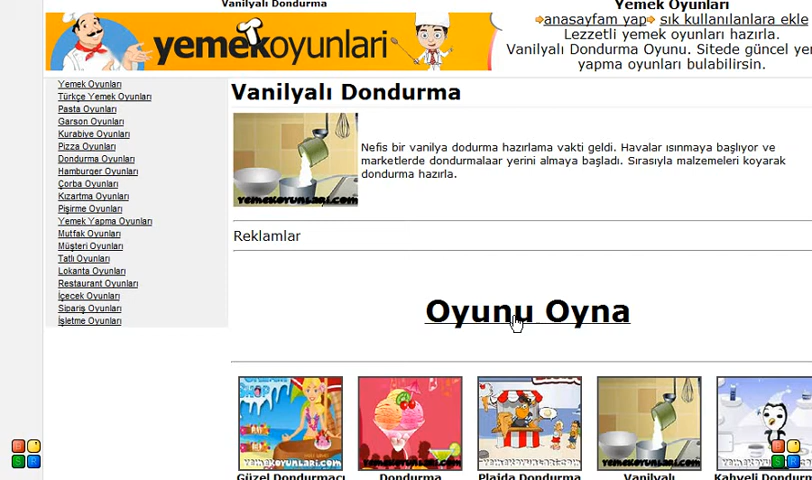 Vanilyalı Dondurma
Yemek Oyunları
anasayfam yap sık kullanılanlara ekle
Lezzetli yemek oyunları hazırla.
Vanilyalı Dondurma Oyunu. Sitede güncel yer
yapma oyunları bulabilirsin.
yemekoyunlari
Yemek Oyunları
Türkçe Yemek Oyunları
Pasta Oyunları
Garson Oyunları
Kurabiye Oyunları
Pizza Oyunları
Dondurma Oyunları
Hamburger Oyunları
Çorba Oyunları
Kızartma Oyunları
Pişirme Oyunları
Yemek Yapma Oyunları
Mutfak Oyunları
Müşteri Oyunları
Tatlı Oyunları
Lokanta Oyunları
Restaurant Oyunları
İçecek Oyunları
Sipariş Oyunları
İşletme Oyunları
Vanilyalı Dondurma
yemekoyunlari.com
Nefis bir vanilya dodurma hazırlama vakti geldi. Havalar ısınmaya başlıyor ve
marketlerde dondurmalaar yerini almaya başladı. Sırasıyla malzemeleri koyarak
dondurma hazırla.
Reklamlar
Oyunu Oyna
yemekoyunlari.com
yemekoyunlari.com
yemekoyunlari.com
yemekoyunlari.com
Güzel Dondurmacı
Dondurma
Plajda Dondurma
Vanilyalı
Kahveli Dondurma